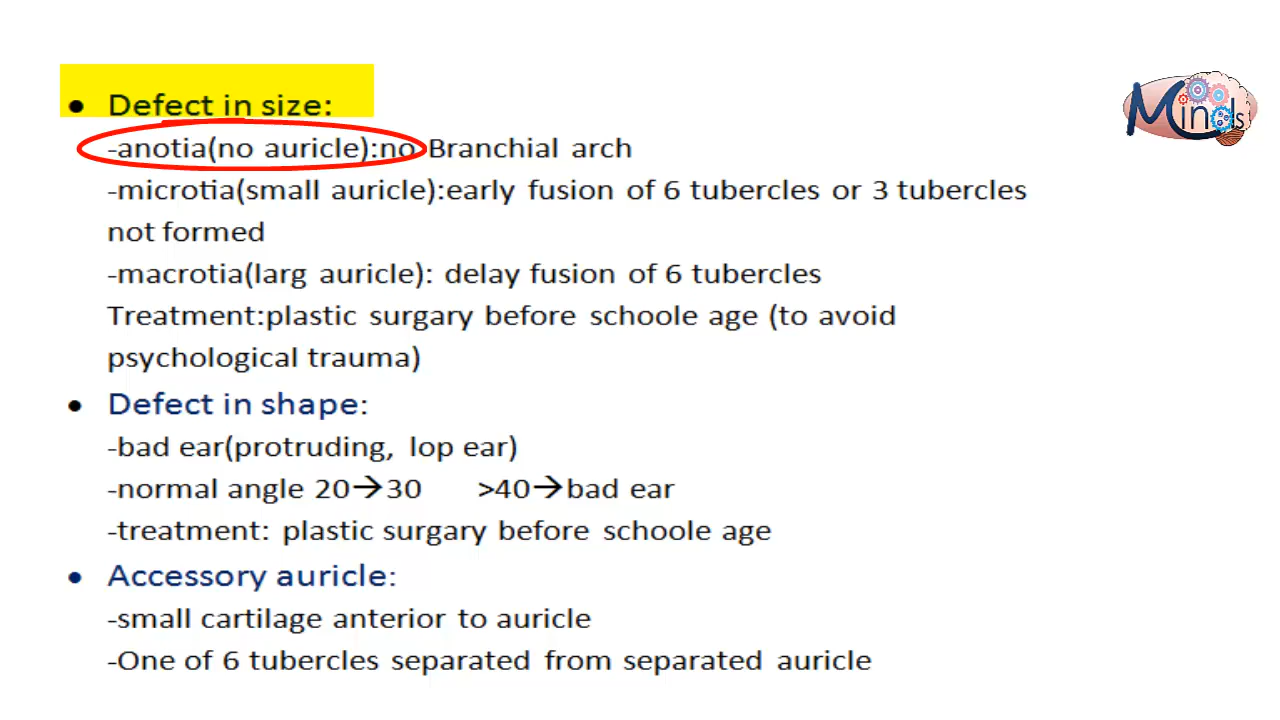 • Defect in size:
-anotia(no auricle):no Branchial arch
-microtia(small auricle):early fusion of 6 tubercles or 3 tubercles
not formed
-macrotia(larg auricle): delay fusion of 6 tubercles
Treatment:plastic surgary before schoole age (to avoid
psychological trauma)
• Defect in shape:
-bad ear(protruding, lop ear)
-normal angle 20→30 >40→bad ear
-treatment: plastic surgary before schoole age
• Accessory auricle:
-small cartilage anterior to auricle
-One of 6 tubercles separated from separated auricle
Minds